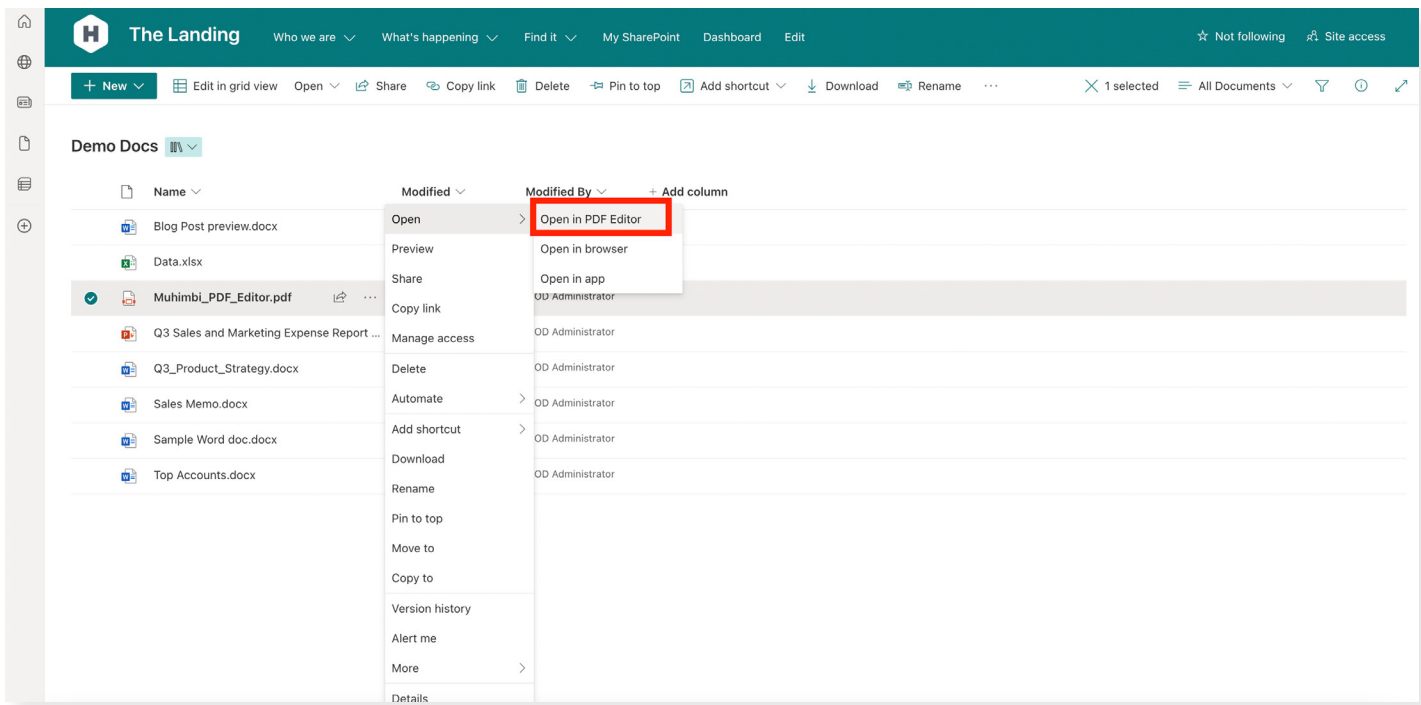 H The Landing Who we are What's happening Find it My SharePoint Dashboard Edit Not following Site access
New Edit in grid view Open Share Copy link Delete Pin to top Add shortcut Download Rename ... 1 selected All Documents
Demo Docs
Name Modified Modified By + Add column
Blog Post preview.docx
Data.xlsx
Muhimbi_PDF_Editor.pdf ... OD Administrator
Q3 Sales and Marketing Expense Report ... OD Administrator
Q3_Product_Strategy.docx OD Administrator
Sales Memo.docx OD Administrator
Sample Word doc.docx OD Administrator
Top Accounts.docx OD Administrator
Open
Preview
Share
Copy link
Manage access
Delete
Automate
Add shortcut
Download
Rename
Pin to top
Move to
Copy to
Version history
Alert me
More
Details
Open in PDF Editor
Open in browser
Open in app